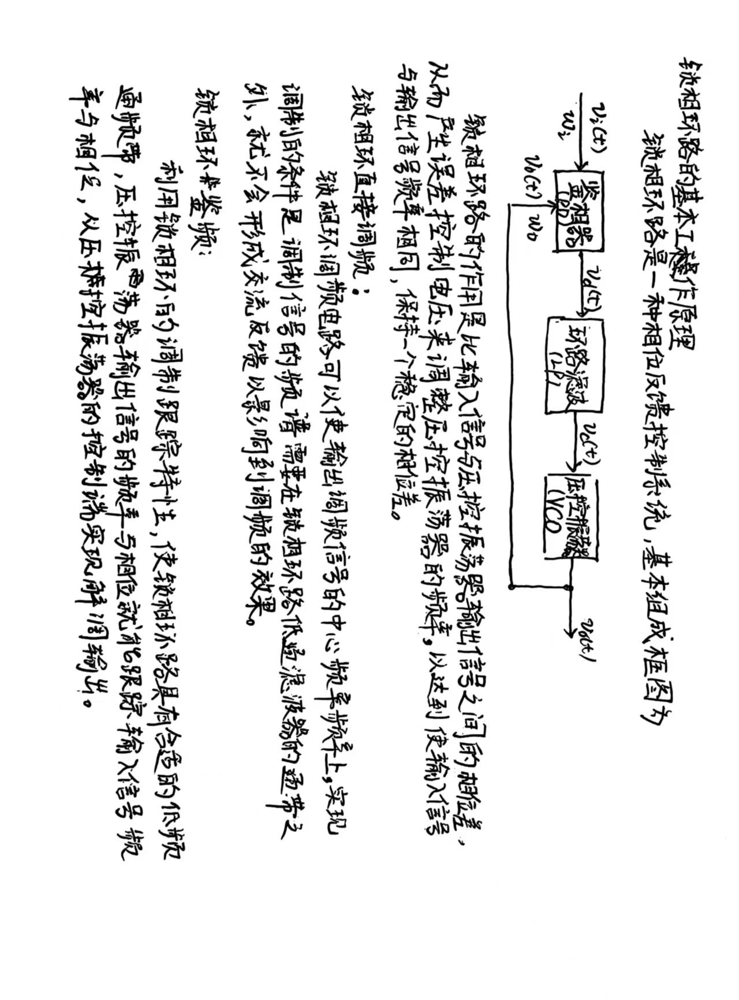 锁相环路的基本工作原理
锁相环路是一种相位反馈控制系统，基本组成框图为
vi(t)
wi
鉴相器
(PD)
vd(t)
环路滤波
(LP)
vc(t)
压控振荡器
(VCO
vo(t)
vo(t)
wo
锁相环路的作用是比输入信号与压控振荡器输出信号之间的相位差，
从而产生误差控制电压来调整压控振荡器的频率，以达到使输入信号
与输出信号频率相同，保持一个稳定的相位差。
锁相环直接调频：
锁相环调频电路可以使输出调频信号的中心频率频率上，实现
调制的条件是调制信号的频谱需要在锁相环路低通滤波器的通带之
外，就不会形成交流反馈以影响到调频的效果。
锁相环鉴频：
利用锁相环的调制跟踪特性，使锁相环路具有合适的低频
通频带，压控振荡器输出信号的频率与相位就能跟踪输入信号频
率与相位，从压控振荡器的控制端实现解调输出。